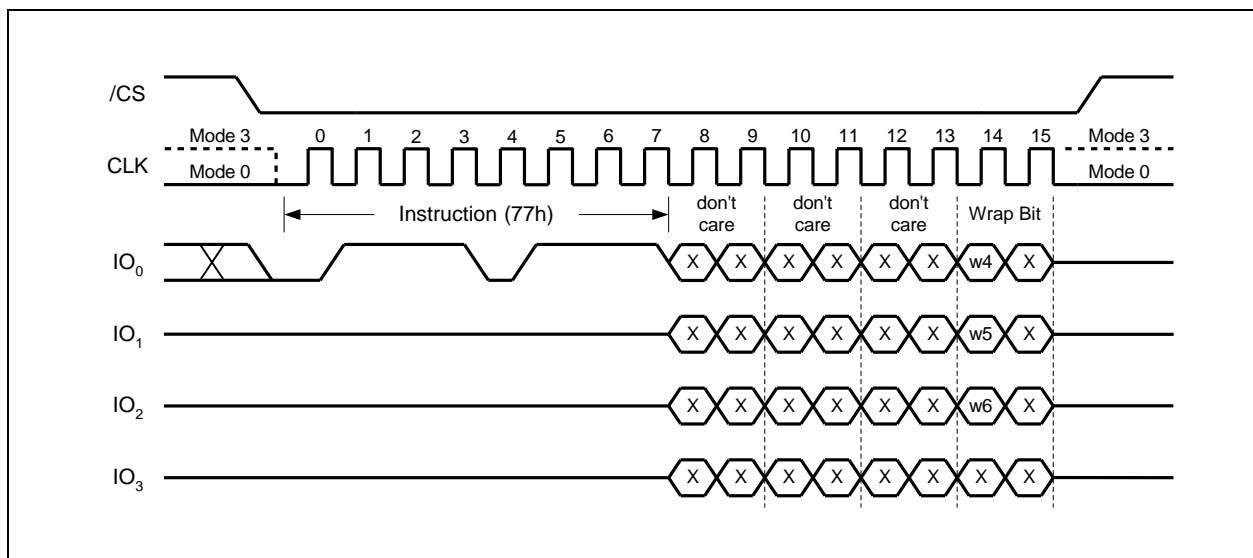 /CS
Mode 3 0 1 2 3 4 5 6 7 8 9 10 11 12 13 14 15 Mode 3
CLK
Mode 0 Mode 0
Instruction (77h)
don't care
don't care
don't care
Wrap Bit
IO0 X X X X X X w4 X
IO1 X X X X X X w5 X
IO2 X X X X X X w6 X
IO3 X X X X X X X X